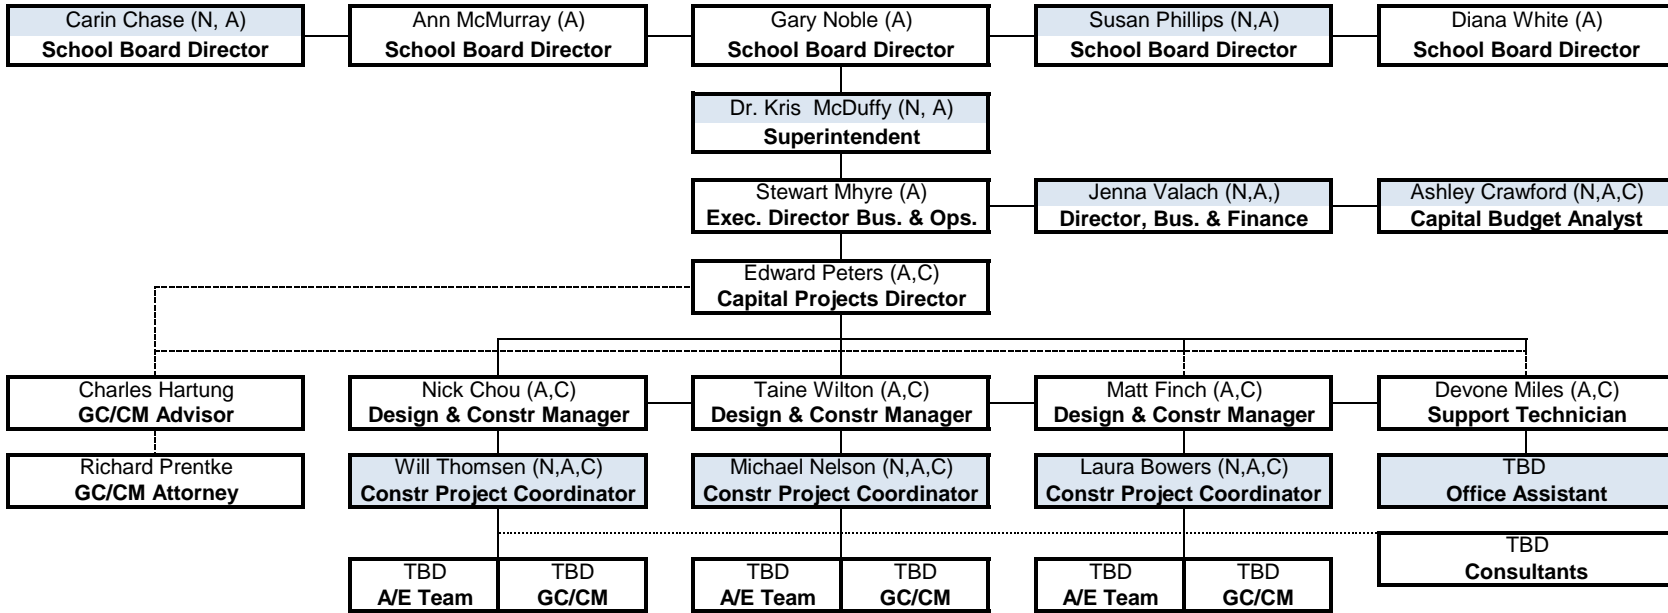 Carin Chase (N, A)
School Board Director
Ann McMurray (A)
School Board Director
Gary Noble (A)
School Board Director
Susan Phillips (N,A)
School Board Director
Diana White (A)
School Board Director
Dr. Kris McDuffy (N, A)
Superintendent
Stewart Mhyre (A)
Exec. Director Bus. & Ops.
Jenna Valach (N,A,)
Director, Bus. & Finance
Ashley Crawford (N,A,C)
Capital Budget Analyst
Edward Peters (A,C)
Capital Projects Director
Charles Hartung
GC/CM Advisor
Nick Chou (A,C)
Design & Constr Manager
Taine Wilton (A,C)
Design & Constr Manager
Matt Finch (A,C)
Design & Constr Manager
Devone Miles (A,C)
Support Technician
Richard Prentke
GC/CM Attorney
Will Thomsen (N,A,C)
Constr Project Coordinator
Michael Nelson (N,A,C)
Constr Project Coordinator
Laura Bowers (N,A,C)
Constr Project Coordinator
TBD
Office Assistant
TBD
Consultants
TBD
A/E Team
TBD
GC/CM
TBD
A/E Team
TBD
GC/CM
TBD
A/E Team
TBD
GC/CM